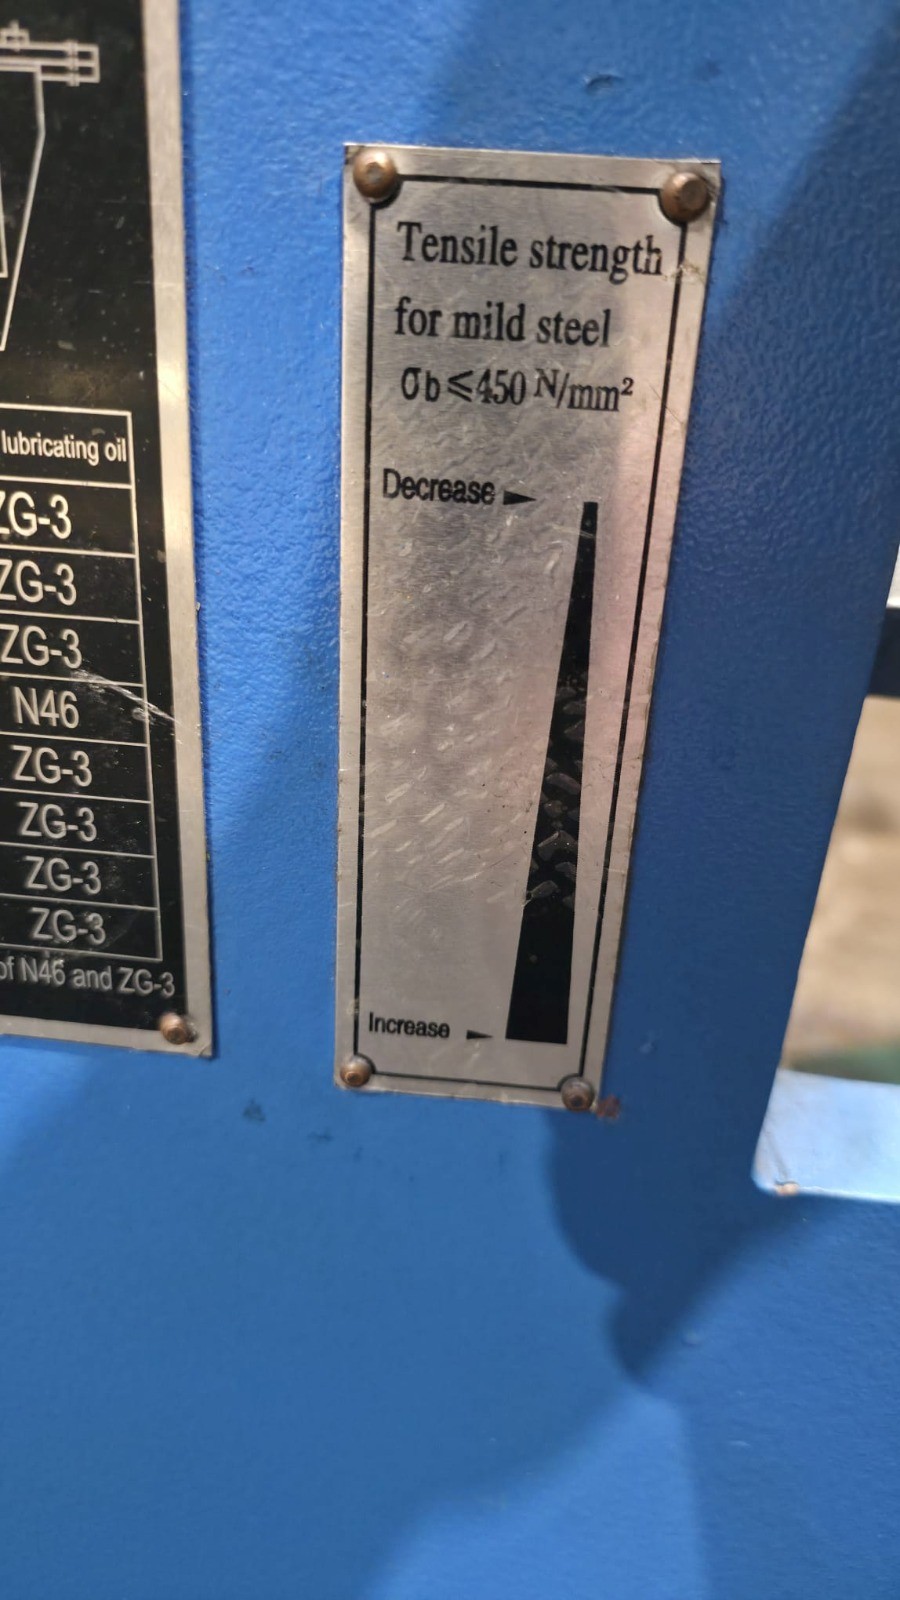 lubricating oil
ZG-3
ZG-3
ZG-3
N46
ZG-3
ZG-3
ZG-3
ZG-3
of N46 and ZG-3
Tensile strength
for mild steel
σb≤450 N/mm²
Decrease
Increase